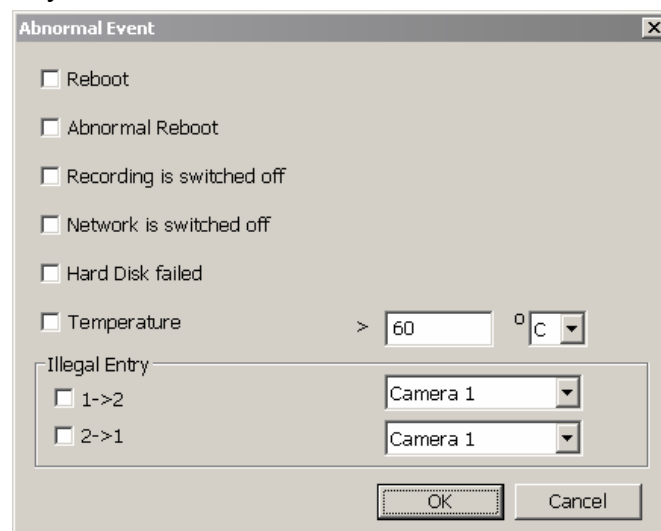 Abnormal Event
Reboot
Abnormal Reboot
Recording is switched off
Network is switched off
Hard Disk failed
Temperature > 60 º C
Illegal Entry
1->2 Camera 1
2->1 Camera 1
OK Cancel